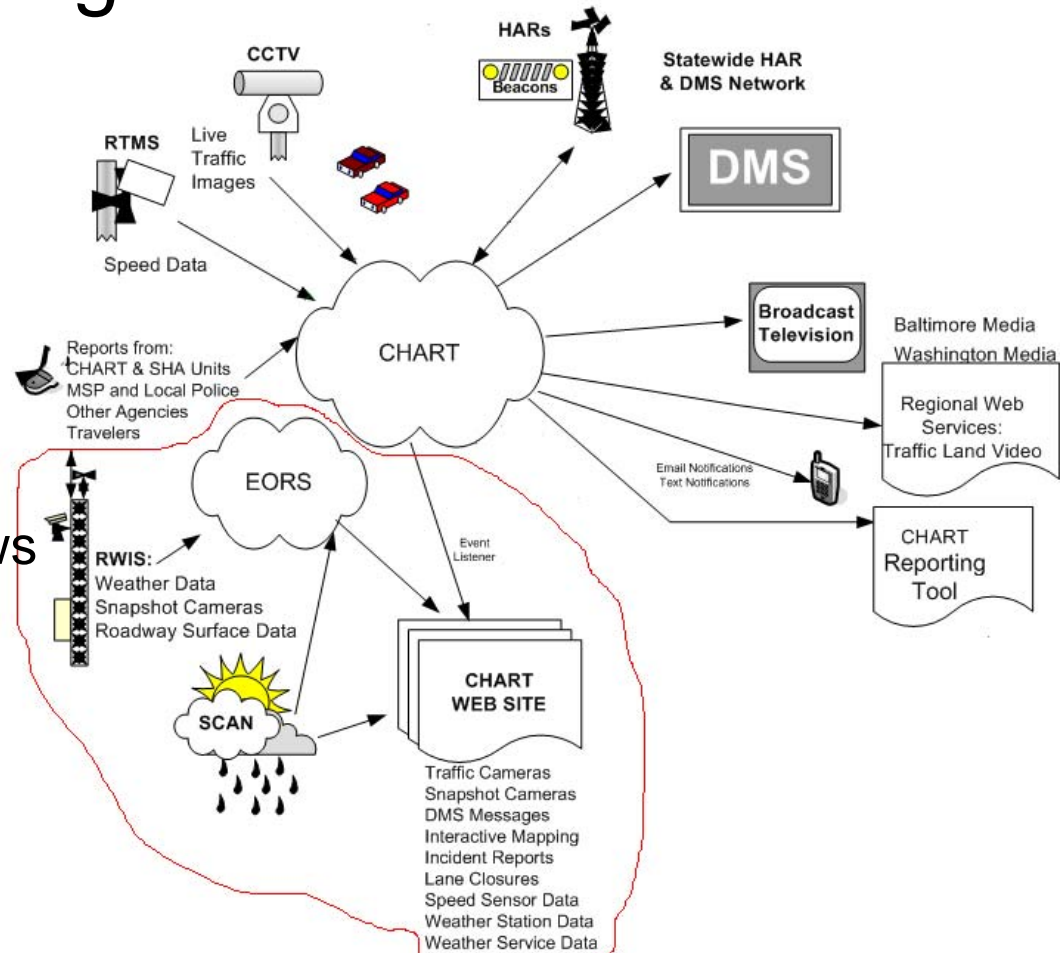 g
CCTV
HARs
Beacons
Statewide HAR
& DMS Network
DMS
RTMS
Live
Traffic
Images
Speed Data
CHART
Broadcast
Television
Baltimore Media
Washington Media
Regional Web
Services:
Traffic Land Video
Reports from:
CHART & SHA Units
MSP and Local Police
Other Agencies
Travelers
EORS
Email Notifications
Text Notifications
Event
Listener
CHART
Reporting
Tool
ws
RWIS:
Weather Data
Snapshot Cameras
Roadway Surface Data
SCAN
CHART
WEB SITE
Traffic Cameras
Snapshot Cameras
DMS Messages
Interactive Mapping
Incident Reports
Lane Closures
Speed Sensor Data
Weather Station Data
Weather Service Data